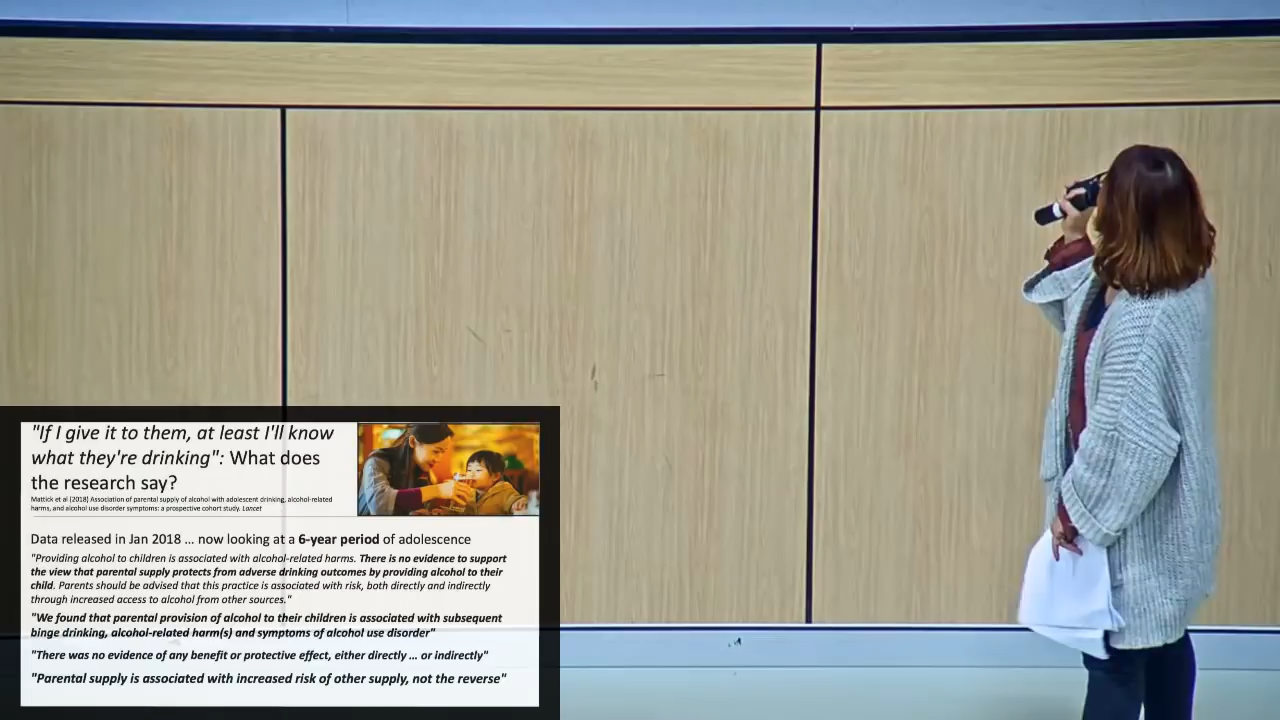 "If I give it to them, at least I'll know
what they're drinking": What does
the research say?
Mattick et al (2018) Association of parental supply of alcohol with adolescent drinking, alcohol-related
harms, and alcohol use disorder symptoms: a prospective cohort study. Lancet
Data released in Jan 2018 ... now looking at a 6-year period of adolescence
"Providing alcohol to children is associated with alcohol-related harms. There is no evidence to support
the view that parental supply protects from adverse drinking outcomes by providing alcohol to their
child. Parents should be advised that this practice is associated with risk, both directly and indirectly
through increased access to alcohol from other sources."
"We found that parental provision of alcohol to their children is associated with subsequent
binge drinking, alcohol-related harm(s) and symptoms of alcohol use disorder"
"There was no evidence of any benefit or protective effect, either directly ... or indirectly"
"Parental supply is associated with increased risk of other supply, not the reverse"